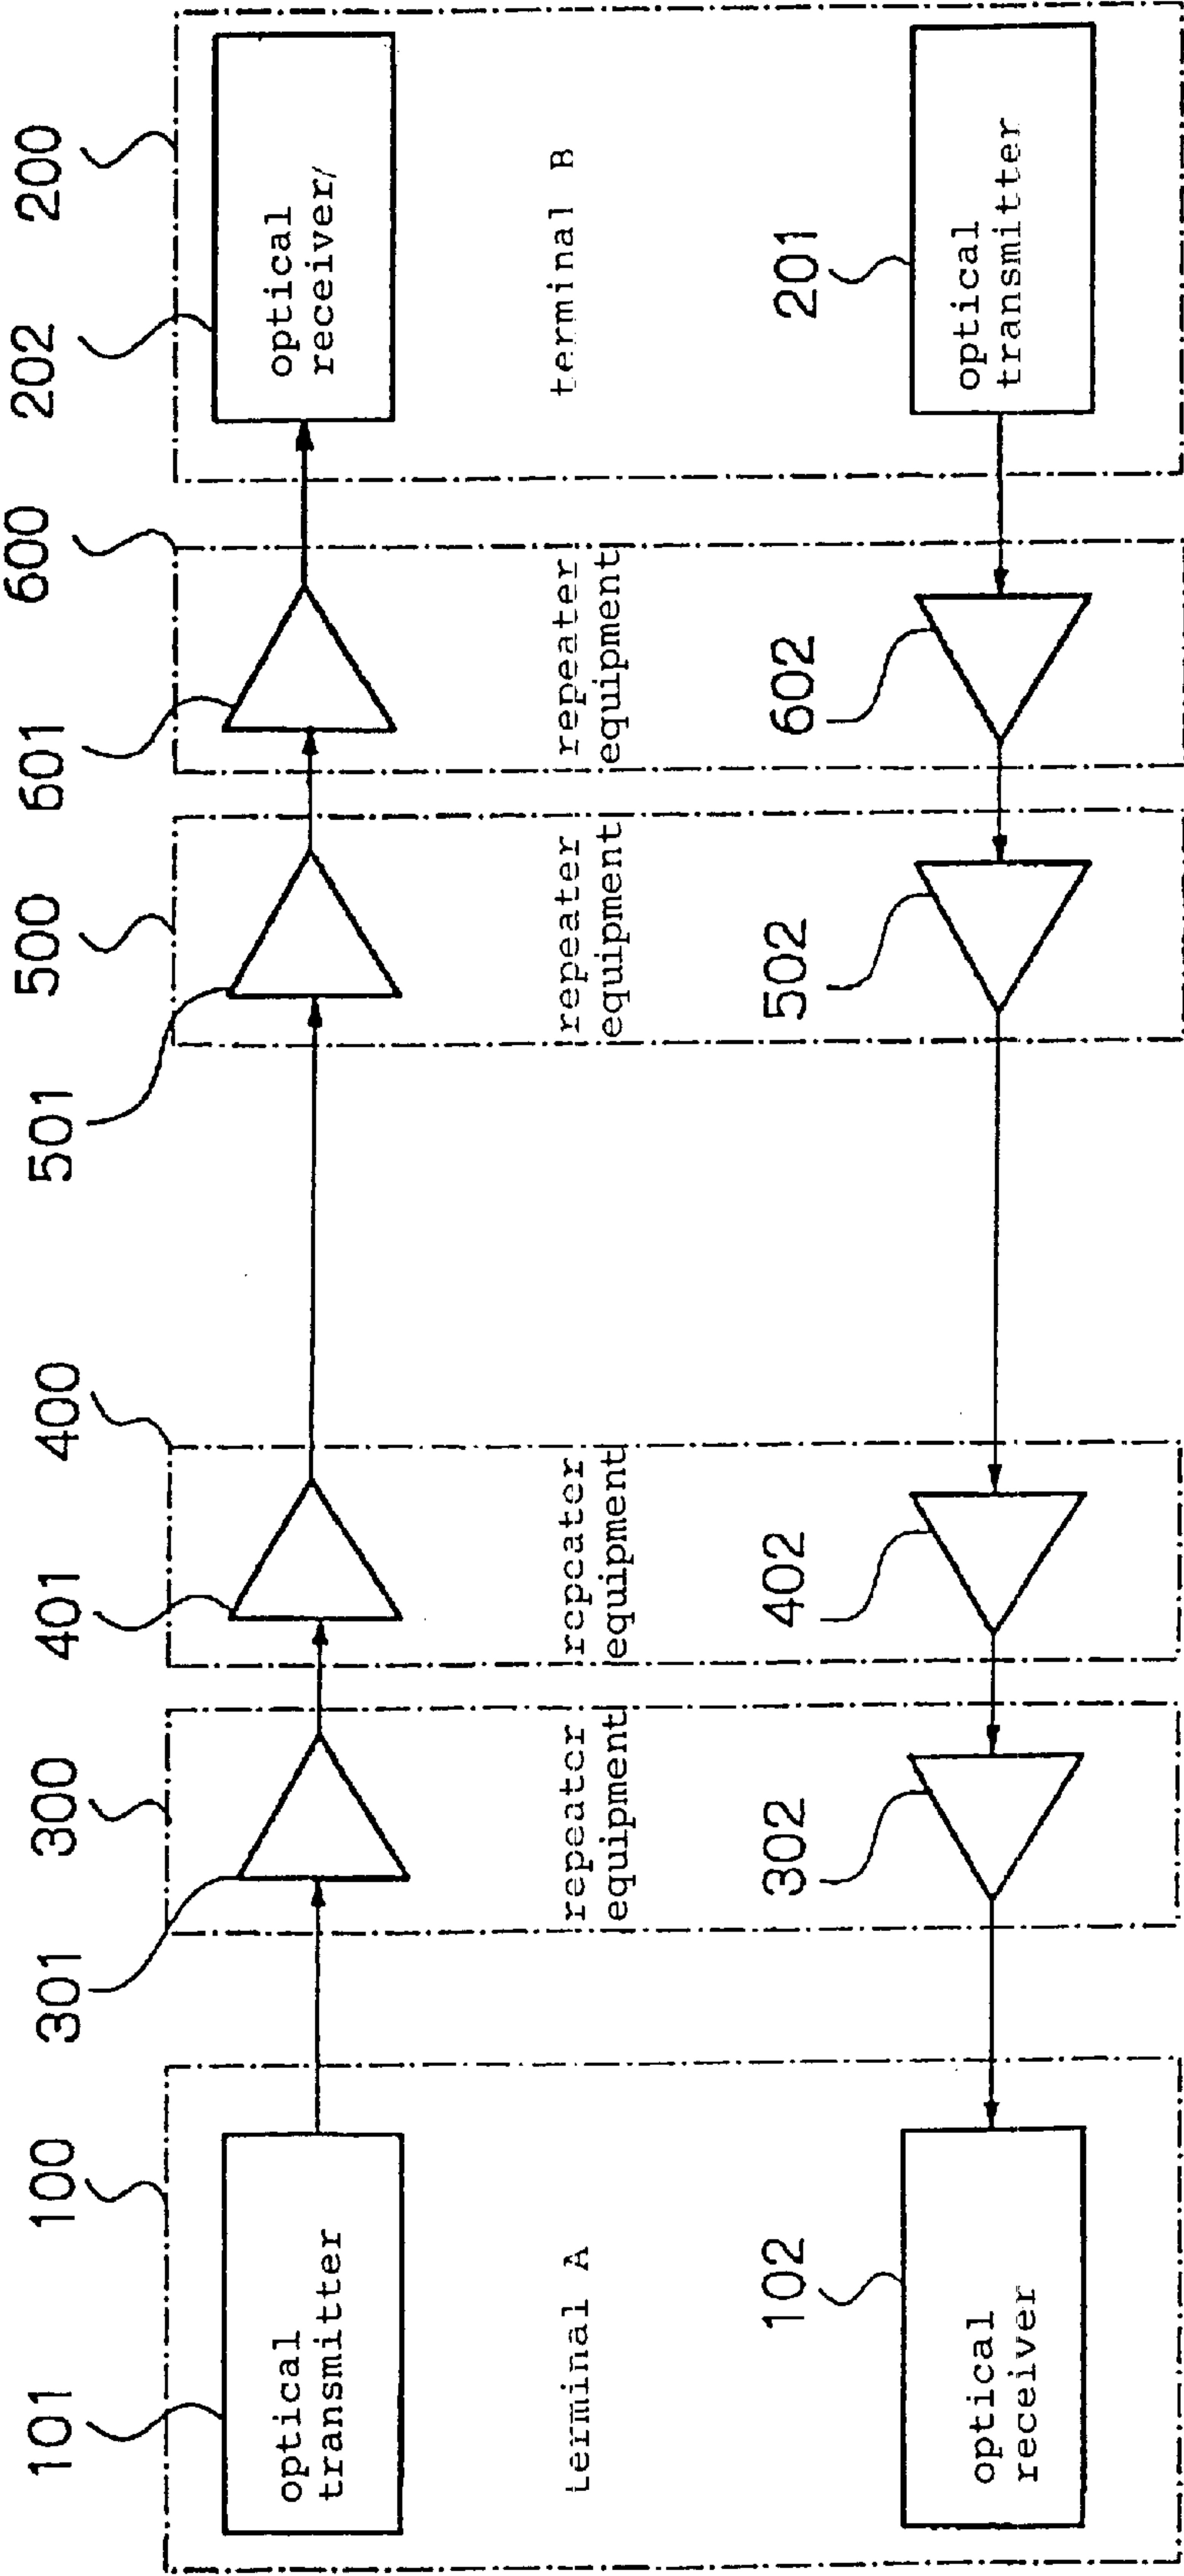 101
100
301
300
401
400
501
500
601
600
202
200
optical
transmitter
optical
receiver/
terminal A
repeater
equipment
repeater
equipment
repeater
equipment
repeater
equipment
terminal B
102
302
402
502
602
201
optical
receiver
optical
transmitter